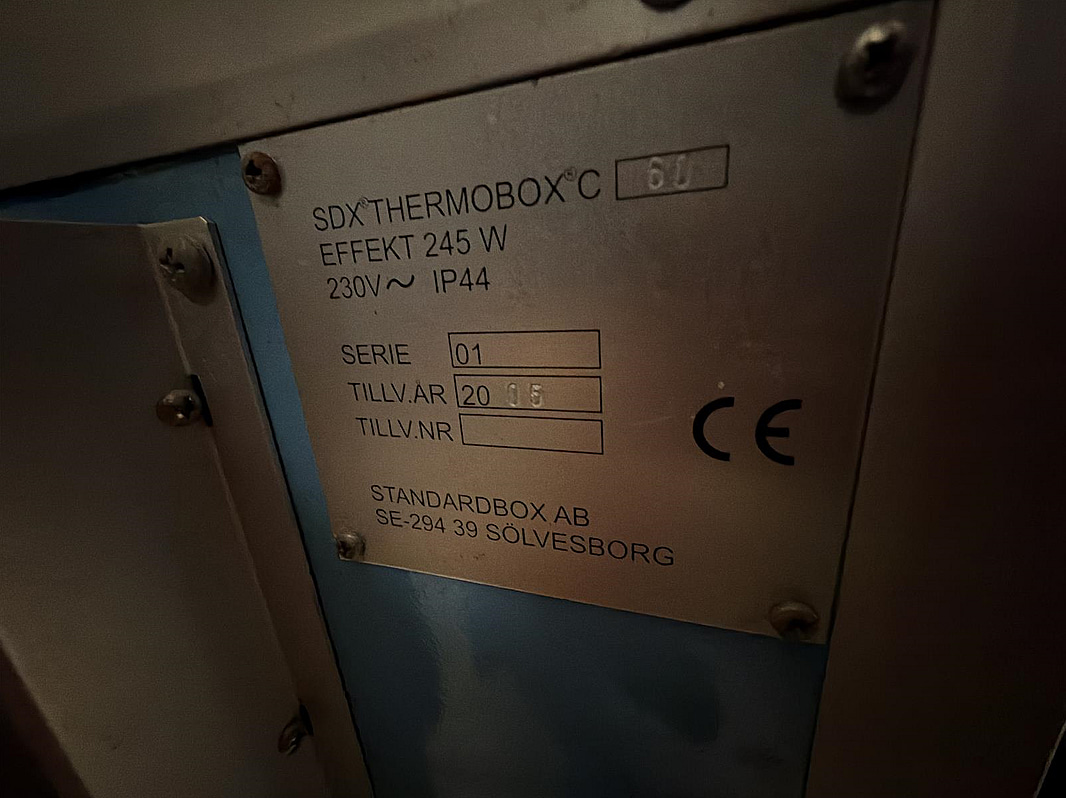 SDX® THERMOBOX® C 60
EFFEKT 245 W
230V~ IP44
SERIE 01
TILLV.ÅR 20 05
TILLV.NR
CE
STANDARDBOX AB
SE-294 39 SÖLVESBORG